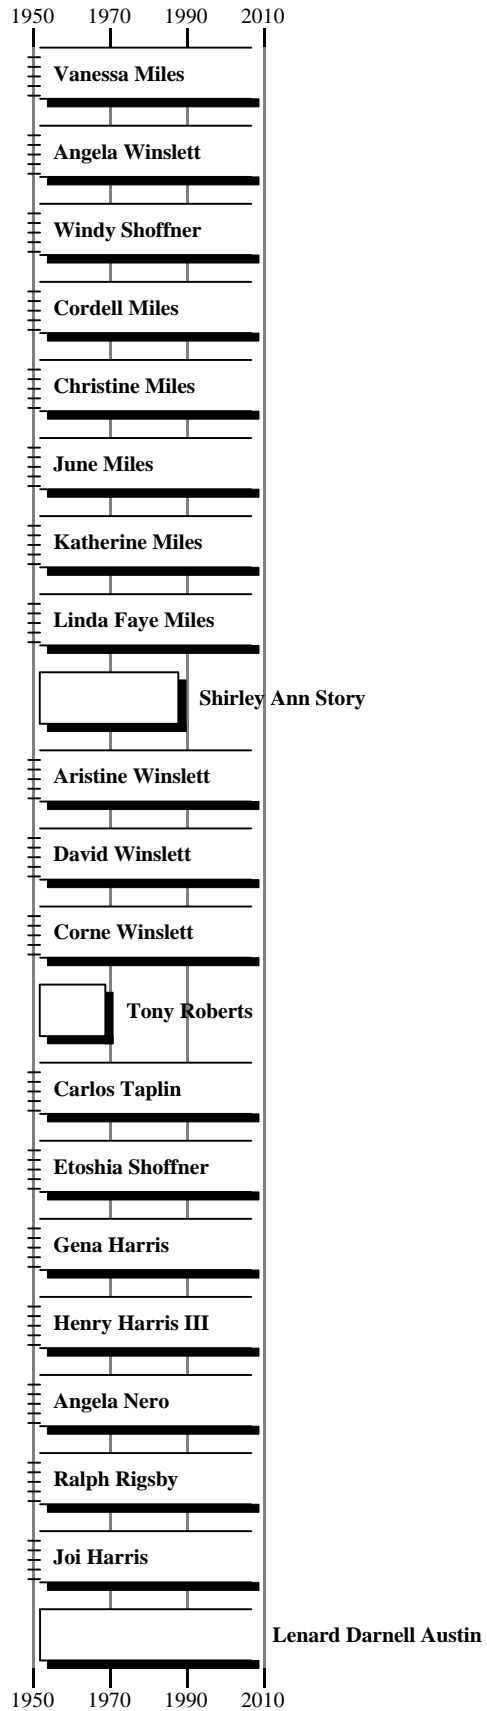 1950 1970 1990 2010
Vanessa Miles
Angela Winslett
Windy Shoffner
Cordell Miles
Christine Miles
June Miles
Katherine Miles
Linda Faye Miles
Shirley Ann Story
Aristine Winslett
David Winslett
Corne Winslett
Tony Roberts
Carlos Taplin
Etoshia Shoffner
Gena Harris
Henry Harris III
Angela Nero
Ralph Rigsby
Joi Harris
Lenard Darnell Austin
1950 1970 1990 2010